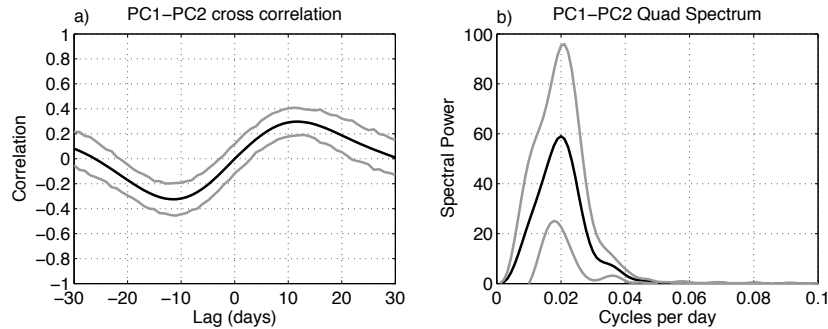 a) PC1−PC2 cross correlation
1
0.8
0.6
0.4
0.2
0
−0.2
−0.4
−0.6
−0.8
−1
Correlation
−30 −20 −10 0 10 20 30
Lag (days)
b) PC1−PC2 Quad Spectrum
100
80
60
40
20
0
Spectral Power
0 0.02 0.04 0.06 0.08 0.1
Cycles per day